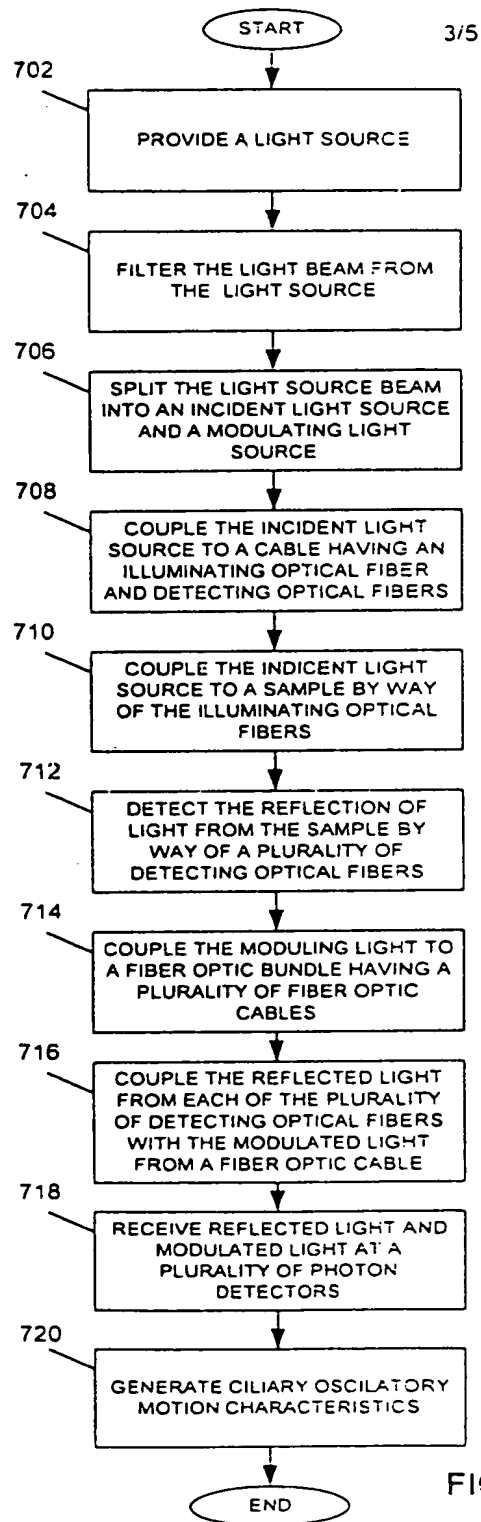 START
3/5
702
PROVIDE A LIGHT SOURCE
704
FILTER THE LIGHT BEAM FROM
THE LIGHT SOURCE
706
SPLIT THE LIGHT SOURCE BEAM
INTO AN INCIDENT LIGHT SOURCE
AND A MODULATING LIGHT
SOURCE
708
COUPLE THE INCIDENT LIGHT
SOURCE TO A CABLE HAVING AN
ILLUMINATING OPTICAL FIBER
AND DETECTING OPTICAL FIBERS
710
COUPLE THE INDICENT LIGHT
SOURCE TO A SAMPLE BY WAY
OF THE ILLUMINATING OPTICAL
FIBERS
712
DETECT THE REFLECTION OF
LIGHT FROM THE SAMPLE BY
WAY OF A PLURALITY OF
DETECTING OPTICAL FIBERS
714
COUPLE THE MODULING LIGHT TO
A FIBER OPTIC BUNDLE HAVING A
PLURALITY OF FIBER OPTIC
CABLES
716
COUPLE THE REFLECTED LIGHT
FROM EACH OF THE PLURALITY
OF DETECTING OPTICAL FIBERS
WITH THE MODULATED LIGHT
FROM A FIBER OPTIC CABLE
718
RECEIVE REFLECTED LIGHT AND
MODULATED LIGHT AT A
PLURALITY OF PHOTON
DETECTORS
720
GENERATE CILIARY OSCILATORY
MOTION CHARACTERISTICS
END